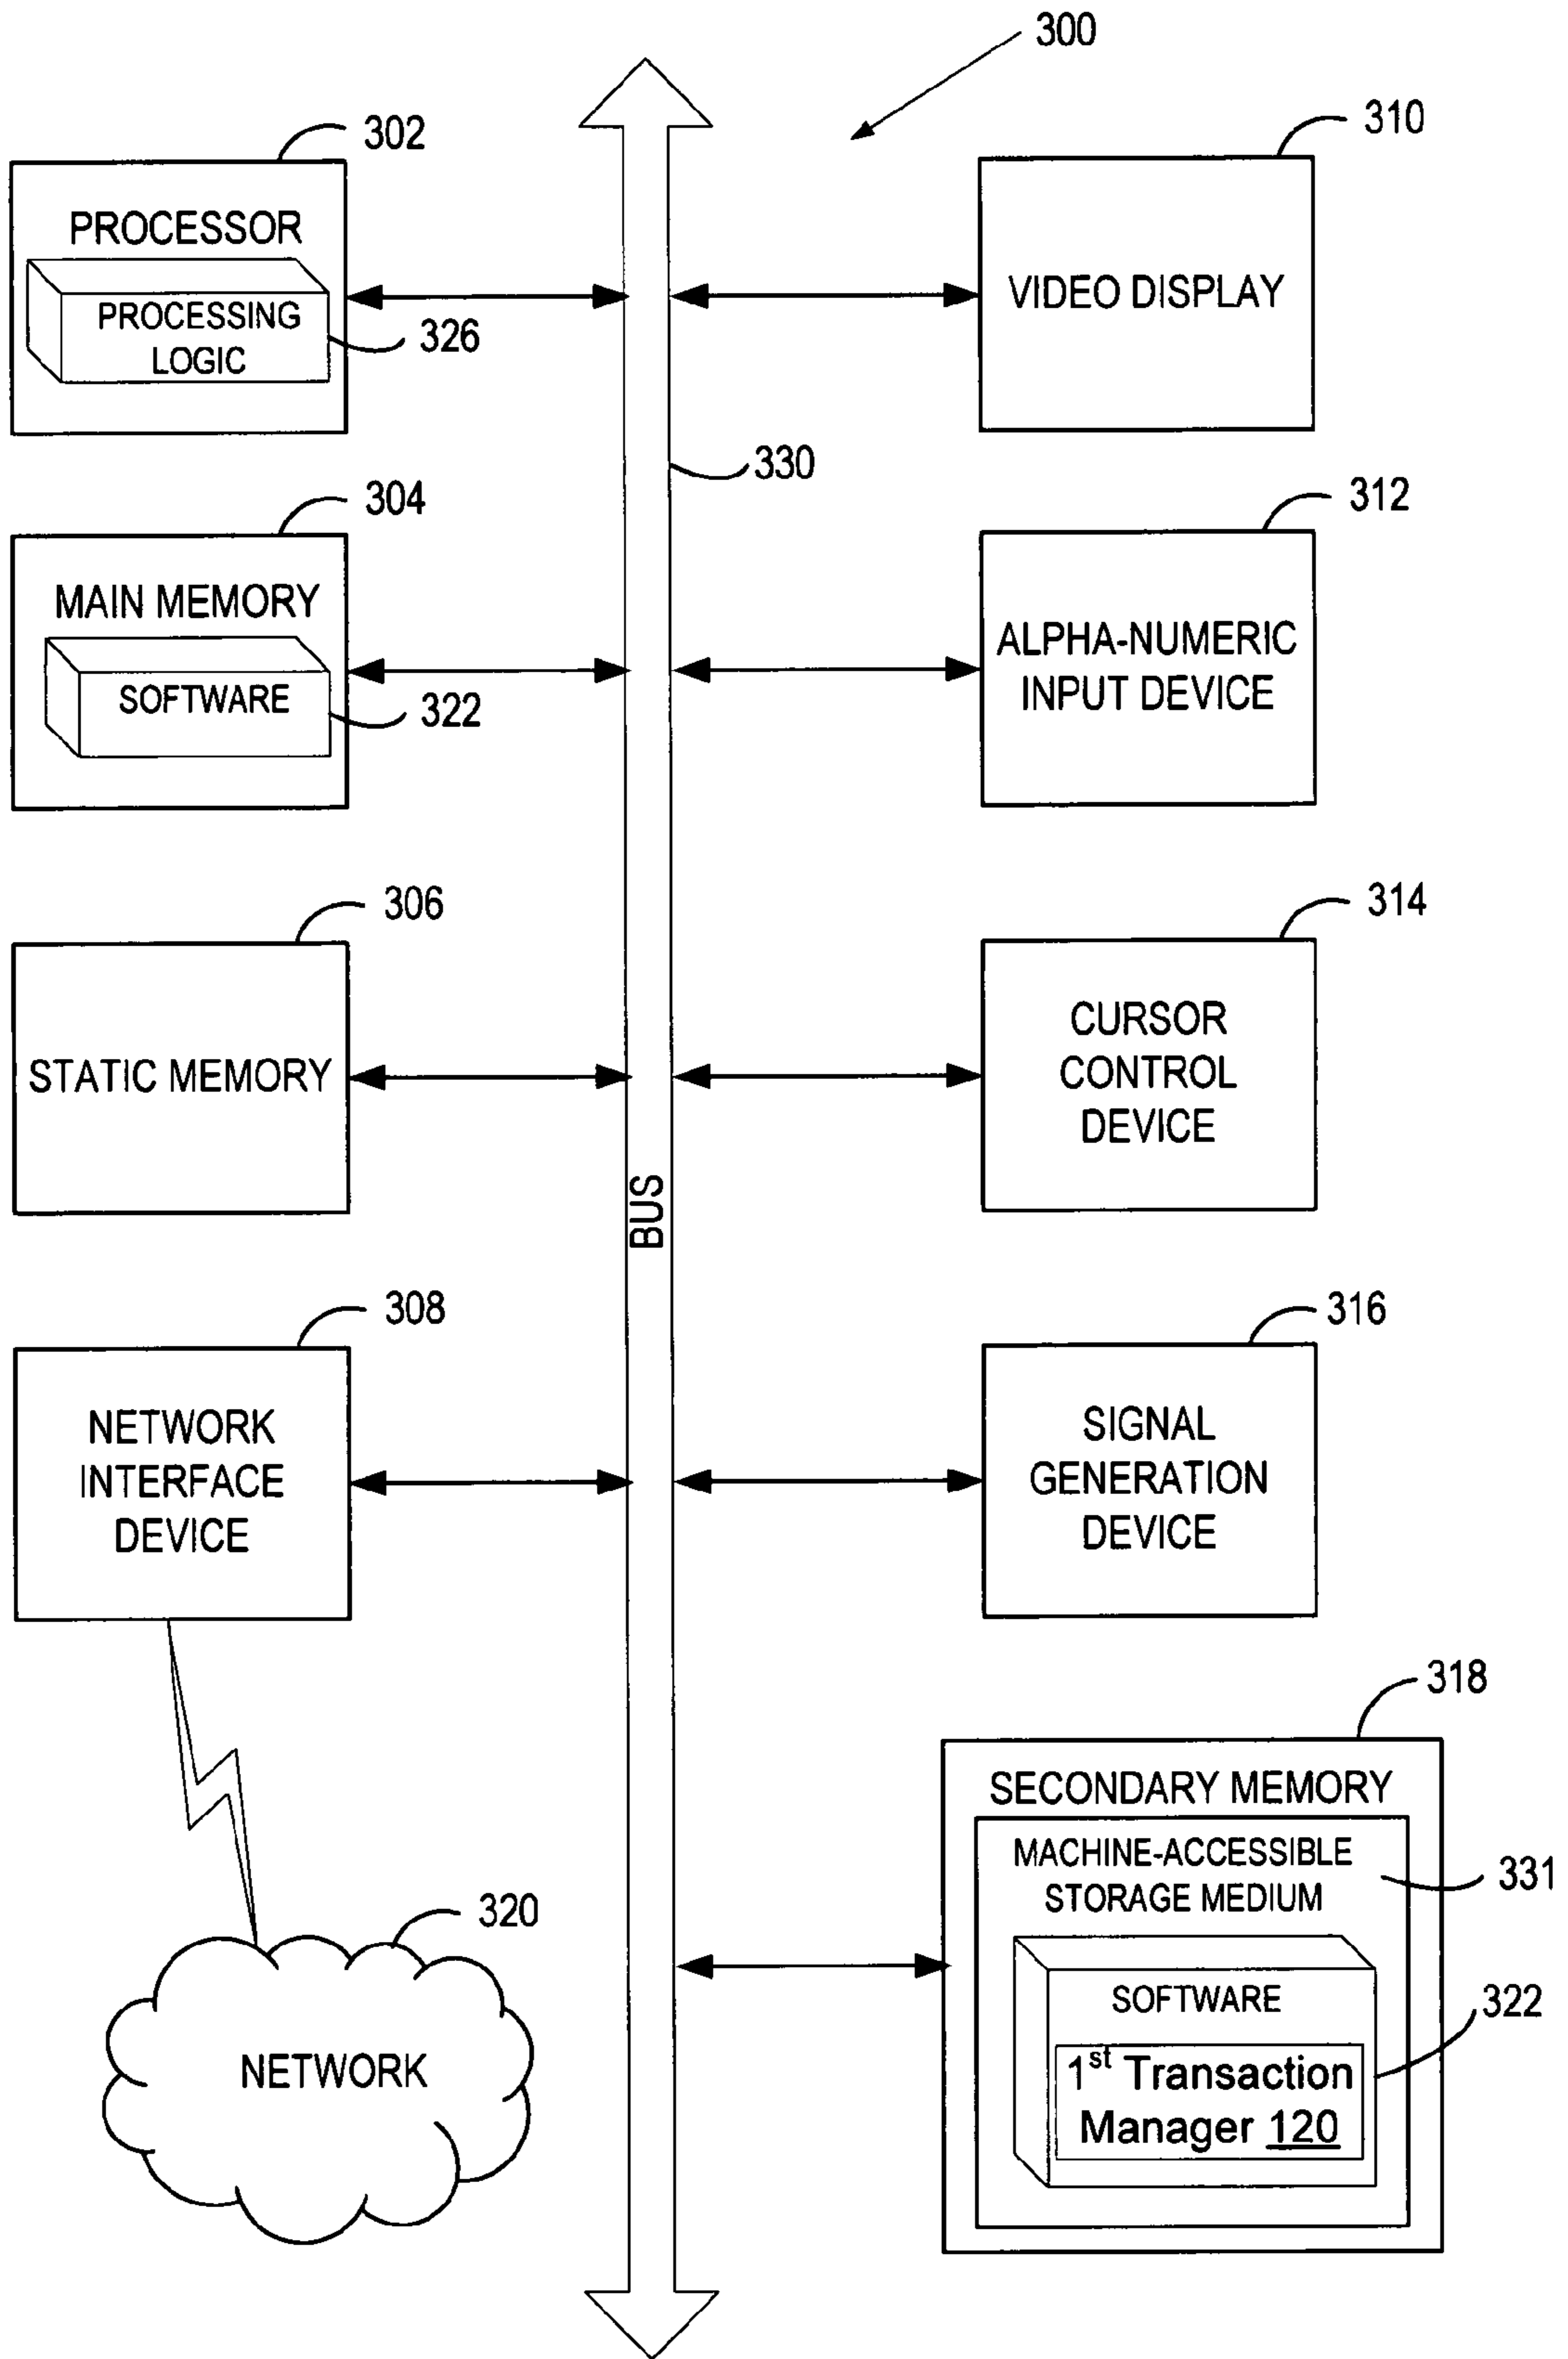 300
302
PROCESSOR
PROCESSING
LOGIC
326
310
VIDEO DISPLAY
330
304
MAIN MEMORY
SOFTWARE
322
312
ALPHA-NUMERIC
INPUT DEVICE
306
STATIC MEMORY
314
CURSOR
CONTROL
DEVICE
BUS
308
NETWORK
INTERFACE
DEVICE
316
SIGNAL
GENERATION
DEVICE
320
NETWORK
318
SECONDARY MEMORY
MACHINE-ACCESSIBLE
STORAGE MEDIUM
331
SOFTWARE
322
1st Transaction
Manager 120